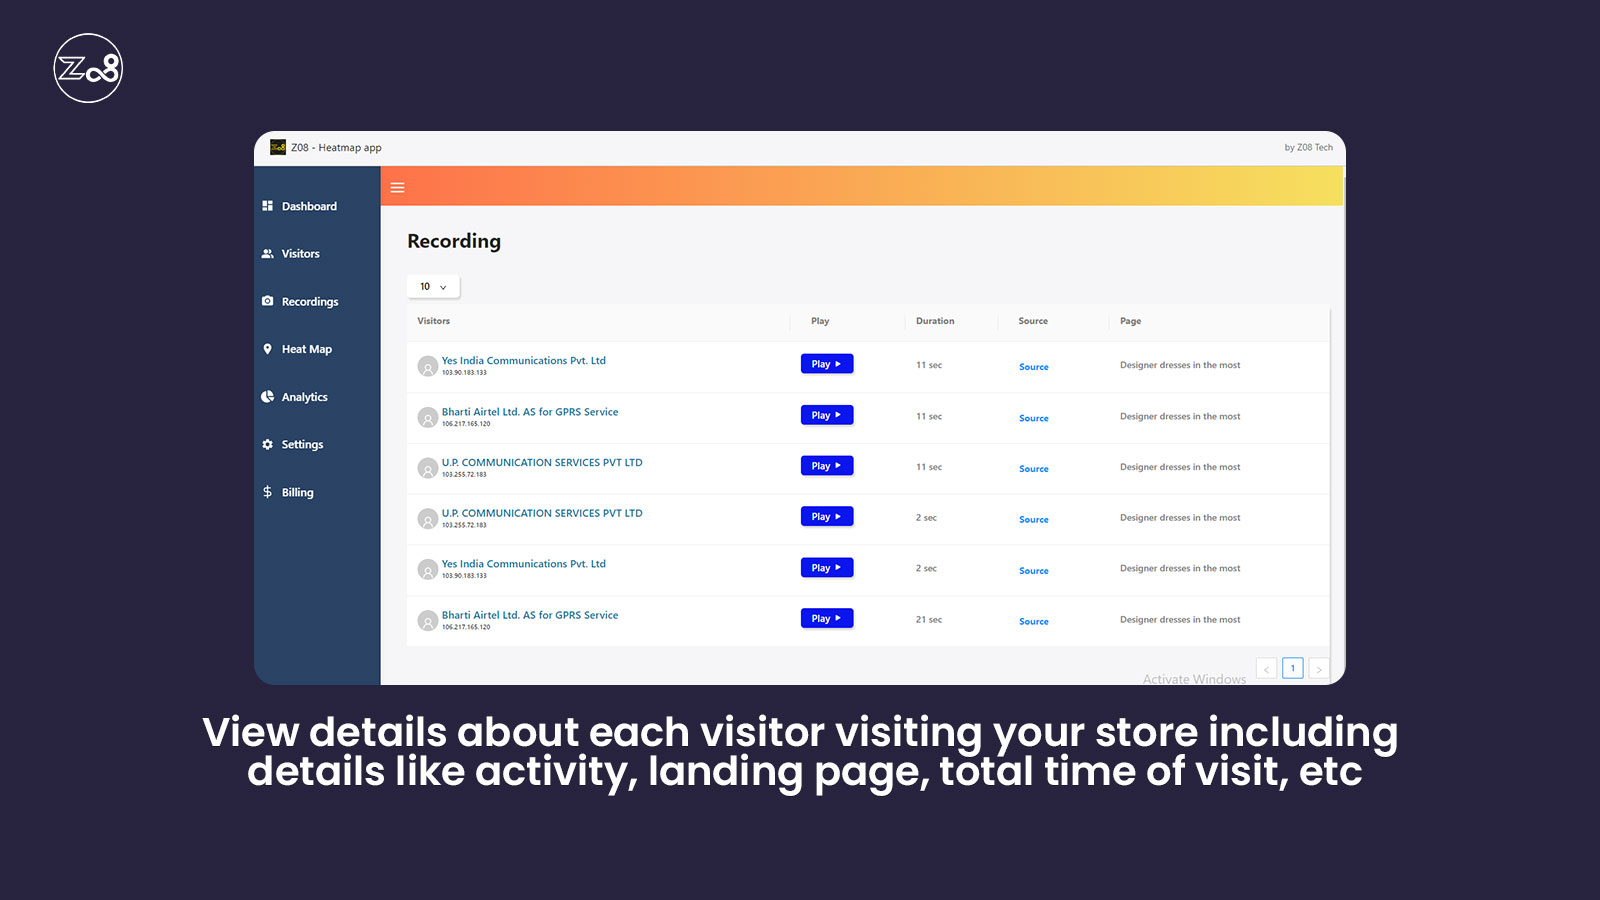 Z08
Z08 - Heatmap app
by Z08 Tech
Dashboard
Visitors
Recordings
Heat Map
Analytics
Settings
Billing
Recording
10
Visitors Play Duration Source Page
Yes India Communications Pvt. Ltd
103.90.183.133
Play 11 sec Source Designer dresses in the most
Bharti Airtel Ltd. AS for GPRS Service
106.217.165.120
Play 11 sec Source Designer dresses in the most
U.P. COMMUNICATION SERVICES PVT LTD
103.255.72.183
Play 11 sec Source Designer dresses in the most
U.P. COMMUNICATION SERVICES PVT LTD
103.255.72.183
Play 2 sec Source Designer dresses in the most
Yes India Communications Pvt. Ltd
103.90.183.133
Play 2 sec Source Designer dresses in the most
Bharti Airtel Ltd. AS for GPRS Service
106.217.165.120
Play 21 sec Source Designer dresses in the most
< 1 >
Activate Windows
View details about each visitor visiting your store including
details like activity, landing page, total time of visit, etc